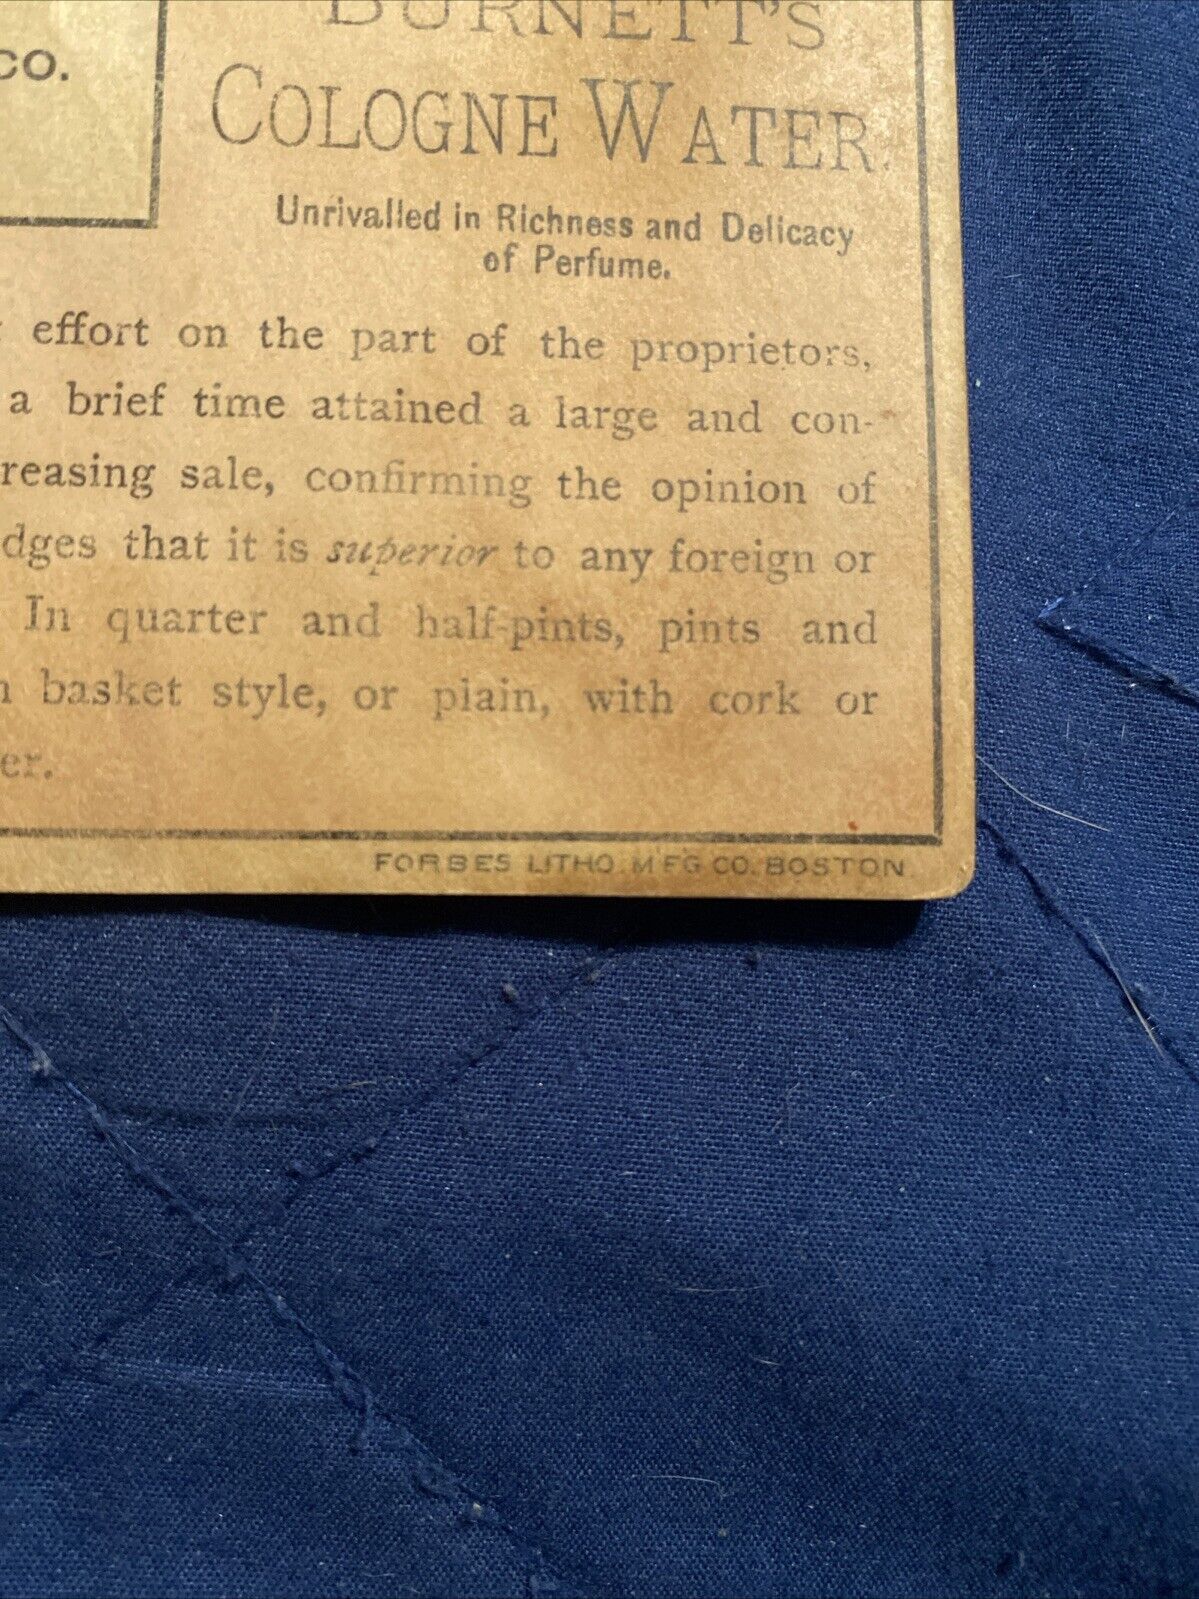 BURNETT'S
CO.
COLOGNE WATER.
Unrivalled in Richness and Delicacy
of Perfume.
effort on the part of the proprietors,
a brief time attained a large and con-
reasing sale, confirming the opinion of
dges that it is superior to any foreign or
In quarter and half-pints, pints and
basket style, or plain, with cork or
er.
FORBES LITHO. MFG CO. BOSTON.